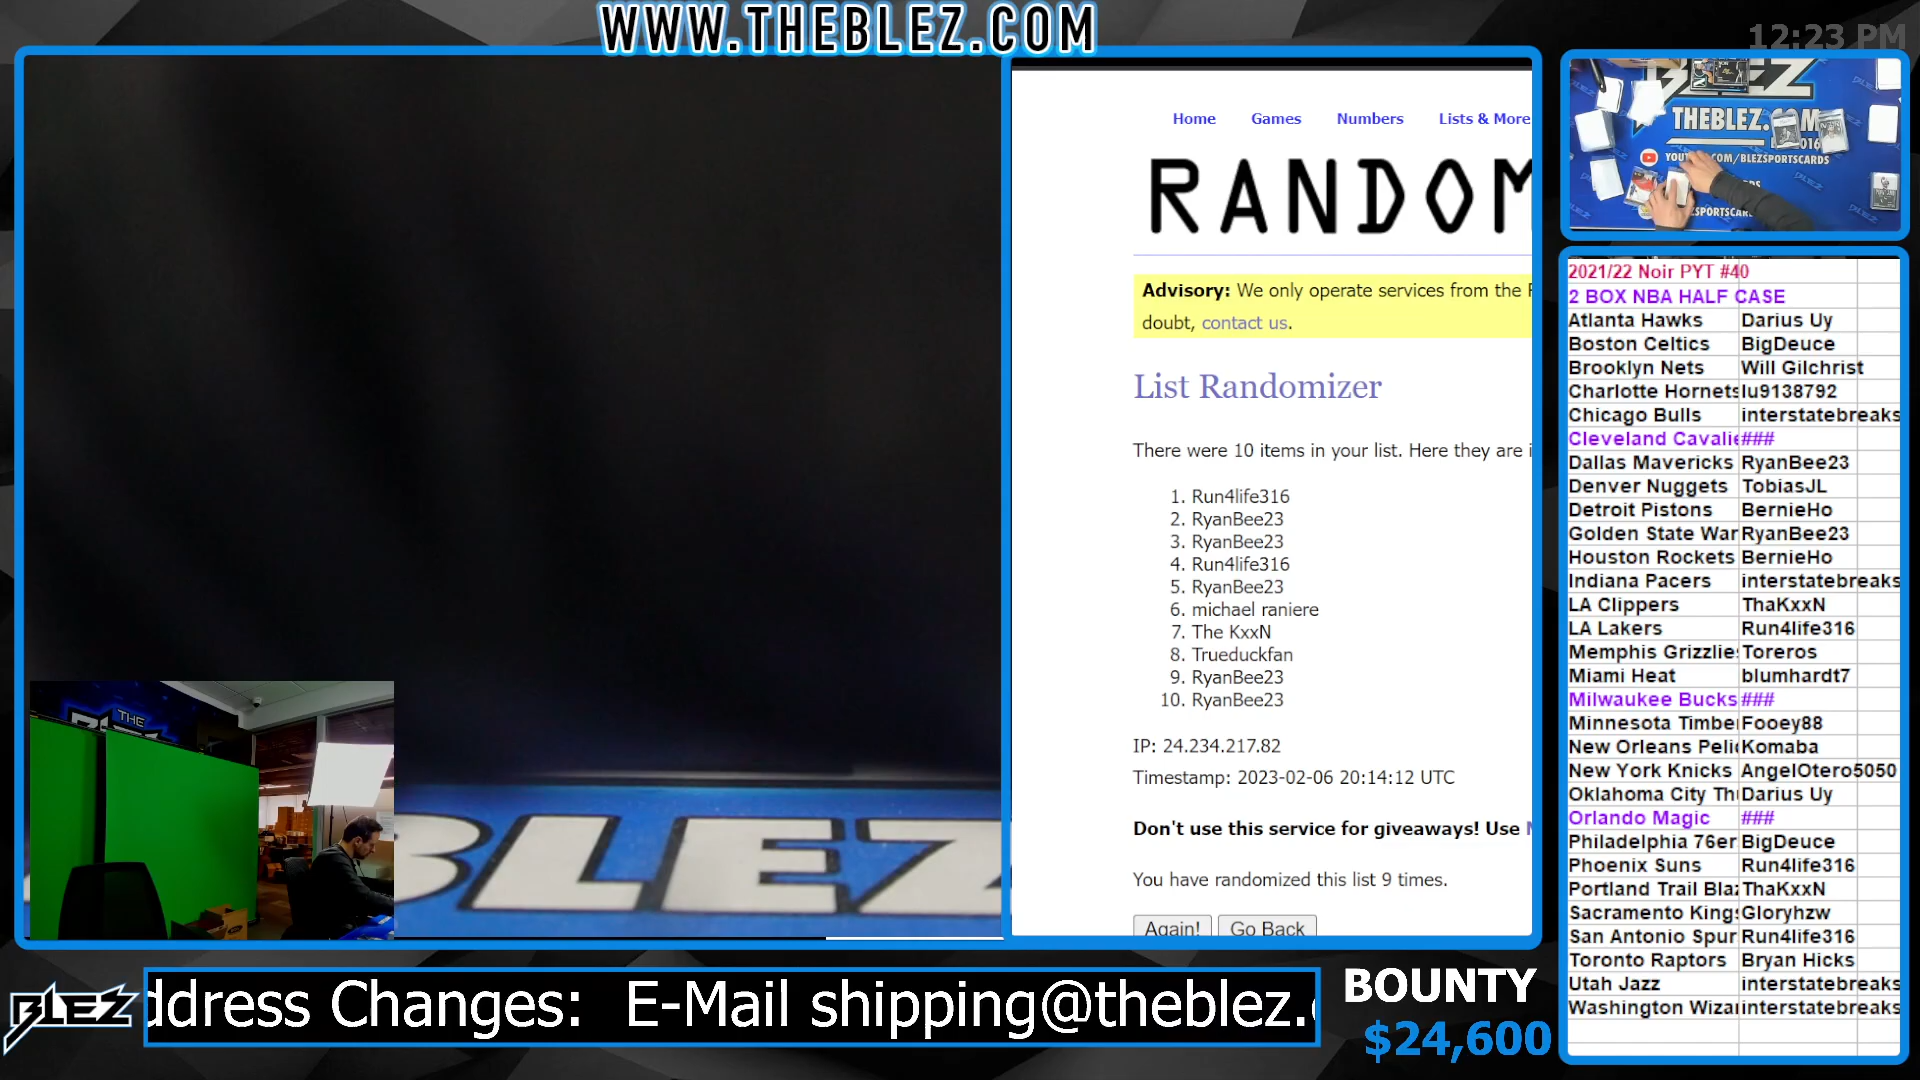 WWW.THEBLEZ.COM
12:23 PM
Home Games Numbers Lists & More
RANDOM
Advisory: We only operate services from the
doubt, contact us.
List Randomizer
There were 10 items in your list. Here they are i
1. Run4life316
2. RyanBee23
3. RyanBee23
4. Run4life316
5. RyanBee23
6. michael raniere
7. The KxxN
8. Trueduckfan
9. RyanBee23
10. RyanBee23
IP: 24.234.217.82
Timestamp: 2023-02-06 20:14:12 UTC
Don't use this service for giveaways! Use
You have randomized this list 9 times.
Again! Go Back
BLEZ
THE
BLEZ
THEBLEZ.COM
2021/22 Noir PYT #40
2 BOX NBA HALF CASE
Atlanta Hawks Darius Uy
Boston Celtics BigDeuce
Brooklyn Nets Will Gilchrist
Charlotte Hornets lu9138792
Chicago Bulls interstatebreaks
Cleveland Cavalie ###
Dallas Mavericks RyanBee23
Denver Nuggets TobiasJL
Detroit Pistons BernieHo
Golden State War RyanBee23
Houston Rockets BernieHo
Indiana Pacers interstatebreaks
LA Clippers ThaKxxN
LA Lakers Run4life316
Memphis Grizzlie Toreros
Miami Heat blumhardt7
Milwaukee Bucks ###
Minnesota Timbe Fooey88
New Orleans Peli Komaba
New York Knicks AngelOtero5050
Oklahoma City Th Darius Uy
Orlando Magic ###
Philadelphia 76er BigDeuce
Phoenix Suns Run4life316
Portland Trail Blaz ThaKxxN
Sacramento Kings Gloryhzw
San Antonio Spur Run4life316
Toronto Raptors Bryan Hicks
Utah Jazz interstatebreaks
Washington Wiza interstatebreaks
BLEZ
ddress Changes: E-Mail shipping@theblez.
BOUNTY
$24,600